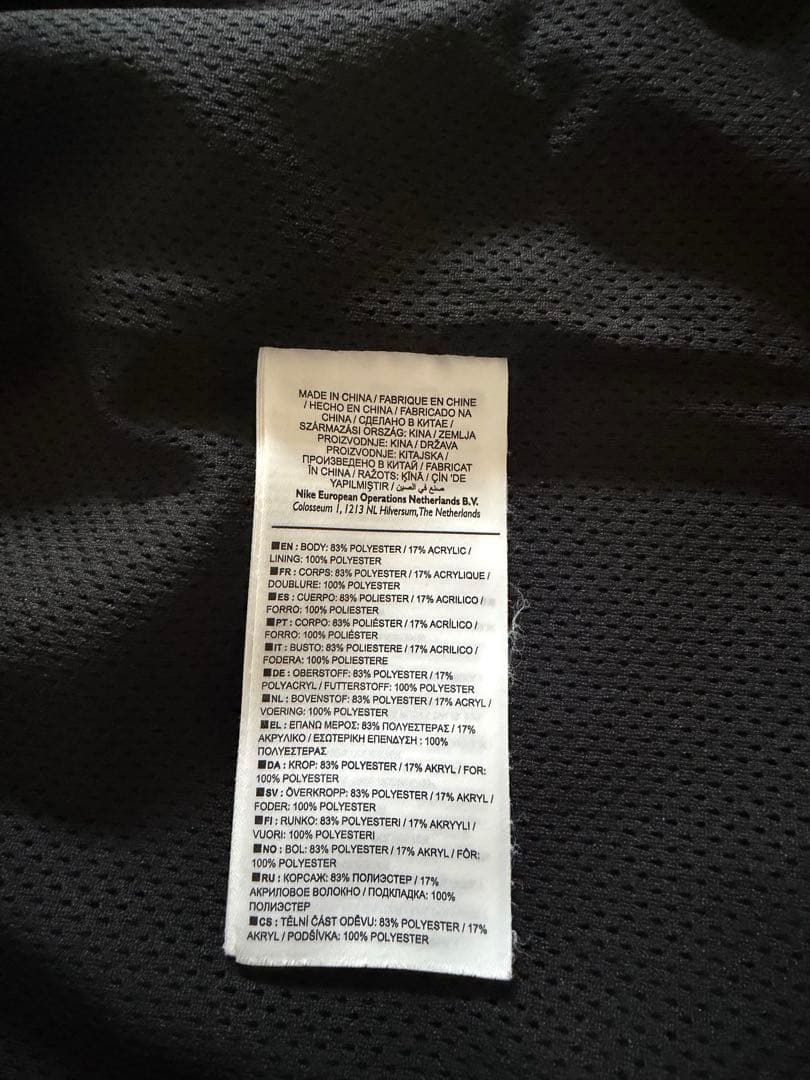 MADE IN CHINA / FABRIQUE EN CHINE
/ HECHO EN CHINA / FABRICADO NA
CHINA / СДЕЛАНО В КИТАЕ /
SZÁRMAZÁSI ORSZÁG: KINA / ZEMLJA
PROIZVODNJE: KINA / DRŽAVA
PROIZVODNJE: KITAJSKA /
ПРОИЗВЕДЕНО В КИТАЙ / FABRICAT
ÎN CHINA / RAŽOTS: ĶĪNĀ / ÇİN 'DE
YAPILMIŞTIR / صنع في الصين
Nike European Operations Netherlands B.V.
Colosseum 1, 1213 NL Hilversum, The Netherlands
■EN : BODY: 83% POLYESTER / 17% ACRYLIC /
LINING: 100% POLYESTER
■FR : CORPS: 83% POLYESTER / 17% ACRYLIQUE /
DOUBLURE: 100% POLYESTER
■ES : CUERPO: 83% POLIESTER / 17% ACRILICO /
FORRO: 100% POLIESTER
■PT : CORPO: 83% POLIÉSTER / 17% ACRÍLICO /
FORRO: 100% POLIÉSTER
■IT : BUSTO: 83% POLIESTERE / 17% ACRILICO /
FODERA: 100% POLIESTERE
■DE : OBERSTOFF: 83% POLYESTER / 17%
POLYACRYL / FUTTERSTOFF: 100% POLYESTER
■NL : BOVENSTOF: 83% POLYESTER / 17% ACRYL /
VOERING: 100% POLYESTER
■EL : ΕΠΑΝΩ ΜΕΡΟΣ: 83% ΠΟΛΥΕΣΤΕΡΑΣ / 17%
ΑΚΡΥΛΙΚΟ / ΕΣΩΤΕΡΙΚΗ ΕΠΕΝΔΥΣΗ : 100%
ΠΟΛΥΕΣΤΕΡΑΣ
■DA : KROP: 83% POLYESTER / 17% AKRYL / FOR:
100% POLYESTER
■SV : ÖVERKROPP: 83% POLYESTER / 17% AKRYL /
FODER: 100% POLYESTER
■FI : RUNKO: 83% POLYESTERI / 17% AKRYYLI /
VUORI: 100% POLYESTERI
■NO : BOL: 83% POLYESTER / 17% AKRYL / FÔR:
100% POLYESTER
■RU : КОРСАЖ: 83% ПОЛИЭСТЕР / 17%
АКРИЛОВОЕ ВОЛОКНО / ПОДКЛАДКА: 100%
ПОЛИЭСТЕР
■CS : TĚLNÍ ČÁST ODĚVU: 83% POLYESTER / 17%
AKRYL / PODŠÍVKA: 100% POLYESTER